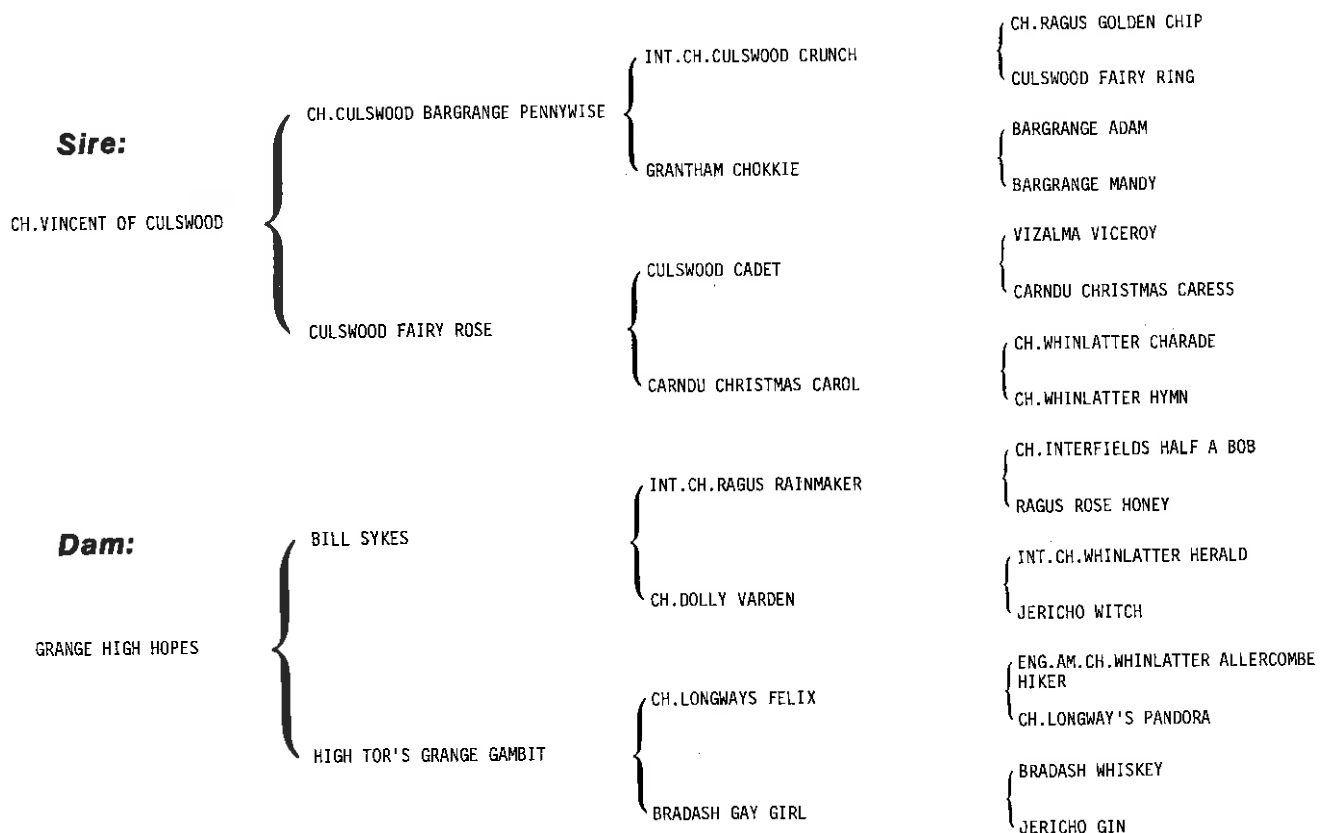 CH.RAGUS GOLDEN CHIP
INT.CH.CULSWOOD CRUNCH
CULSWOOD FAIRY RING
CH.CULSWOOD BARGRANGE PENNYWISE
Sire:
BARGRANGE ADAM
GRANTHAM CHOKKIE
BARGRANGE MANDY
CH.VINCENT OF CULSWOOD
VIZALMA VICEROY
CULSWOOD CADET
CARNDU CHRISTMAS CARESS
CULSWOOD FAIRY ROSE
CH.WHINLATTER CHARADE
CARNDU CHRISTMAS CAROL
CH.WHINLATTER HYMN
CH.INTERFIELDS HALF A BOB
INT.CH.RAGUS RAINMAKER
RAGUS ROSE HONEY
BILL SYKES
Dam:
INT.CH.WHINLATTER HERALD
CH.DOLLY VARDEN
JERICHO WITCH
GRANGE HIGH HOPES
ENG.AM.CH.WHINLATTER ALLERCOMBE
HIKER
CH.LONGWAYS FELIX
CH.LONGWAY'S PANDORA
HIGH TOR'S GRANGE GAMBIT
BRADASH WHISKEY
BRADASH GAY GIRL
JERICHO GIN